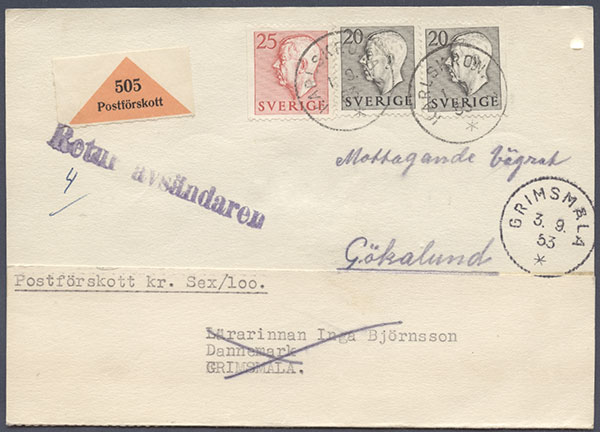 505
Postförskott
25
SVERIGE
20
SVERIGE
20
SVERIGE
KARLSKRONA
Retur avsändaren
4
Mottagande Vägrat
GRIMSMÅLA
3. 9.
53
*
Gökalund
Postförskott kr. Sex/loo.
Lärarinnan Inga Björnsson
Dannemark
GRIMSMÅLA.